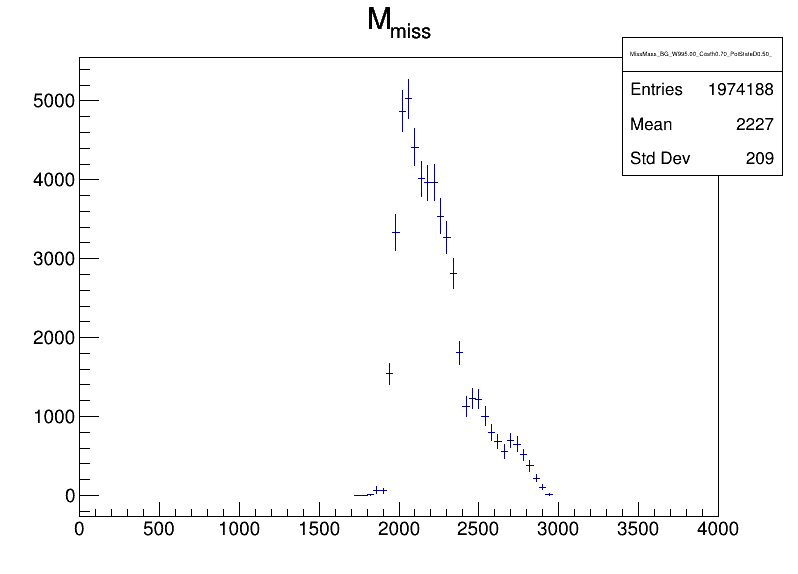 Mmiss
MissMass_BG_W995.00_Costh0.70_PolStateD0.50_
Entries 1974188
Mean 2227
Std Dev 209
5000
4000
3000
2000
1000
0
0 500 1000 1500 2000 2500 3000 3500 4000